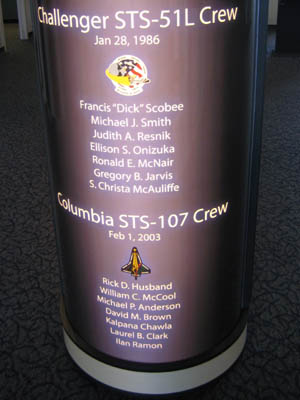 Challenger STS-51L Crew
Jan 28, 1986
Francis "Dick" Scobee
Michael J. Smith
Judith A. Resnik
Ellison S. Onizuka
Ronald E. McNair
Gregory B. Jarvis
S. Christa McAuliffe
Columbia STS-107 Crew
Feb 1, 2003
Rick D. Husband
William C. McCool
Michael P. Anderson
David M. Brown
Kalpana Chawla
Laurel B. Clark
Ilan Ramon